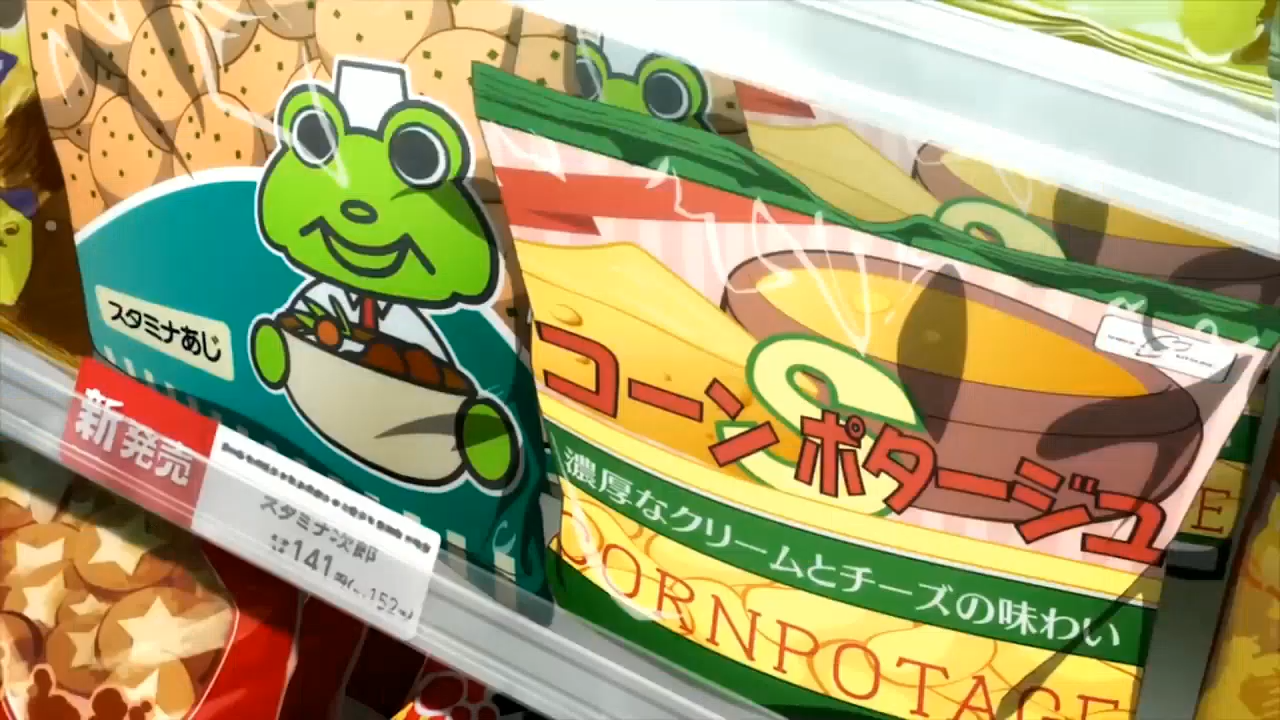 スタミナあじ
新発売
スタミナ次郎
141
152
コーンポタージュ
濃厚なクリームとチーズの味わい
CORNPOTAGE
E